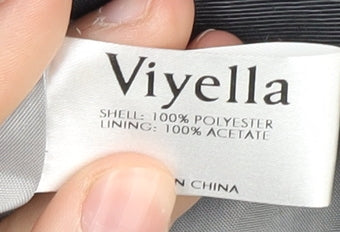 Viyella
SHELL: 100% POLYESTER
LINING: 100% ACETATE
CHINA